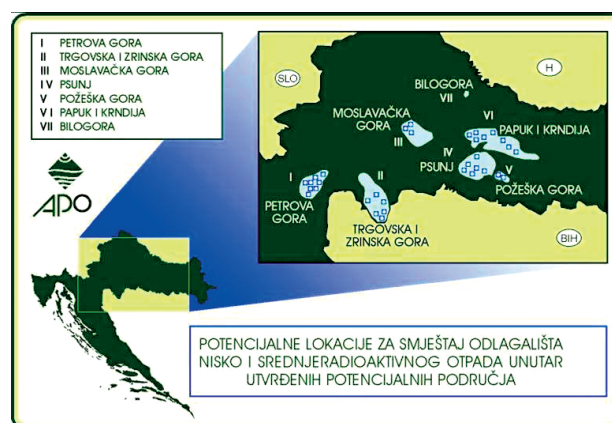 I PETROVA GORA
II TRGOVSKA I ZRINSKA GORA
III MOSLAVAČKA GORA
IV PSUNJ
V POŽEŠKA GORA
VI PAPUK I KRNDIJA
VII BILOGORA
APO
SLO
H
BILOGORA
VII
MOSLAVAČKA
GORA
III
VI
PAPUK I KRNDIJA
IV
PSUNJ
V
POŽEŠKA GORA
I
PETROVA
GORA
II
TRGOVSKA I
ZRINSKA GORA
BIH
POTENCIJALNE LOKACIJE ZA SMJEŠTAJ ODLAGALIŠTA
NISKO I SREDNJERADIOAKTIVNOG OTPADA UNUTAR
UTVRĐENIH POTENCIJALNIH PODRUČJA